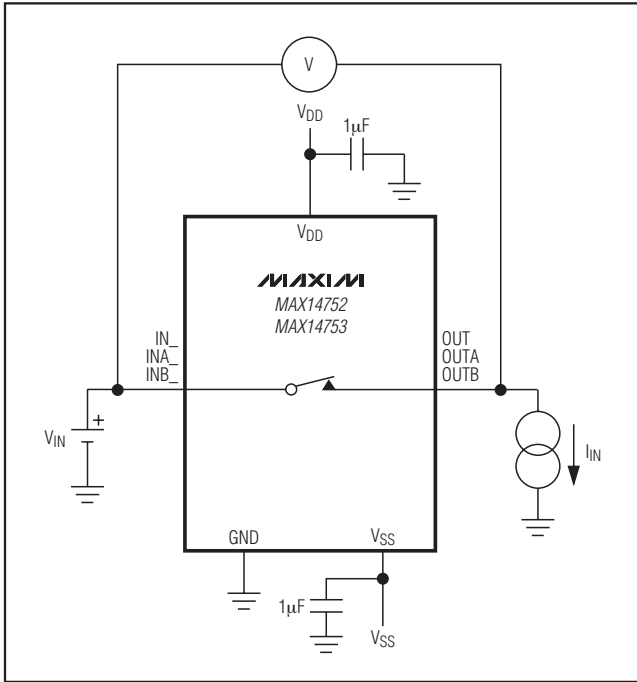 V
VDD
1µF
VDD
MAXIM
MAX14752
MAX14753
IN_
INA_
INB_
OUT
OUTA
OUTB
VIN
+
IIN
GND
VSS
1µF
VSS